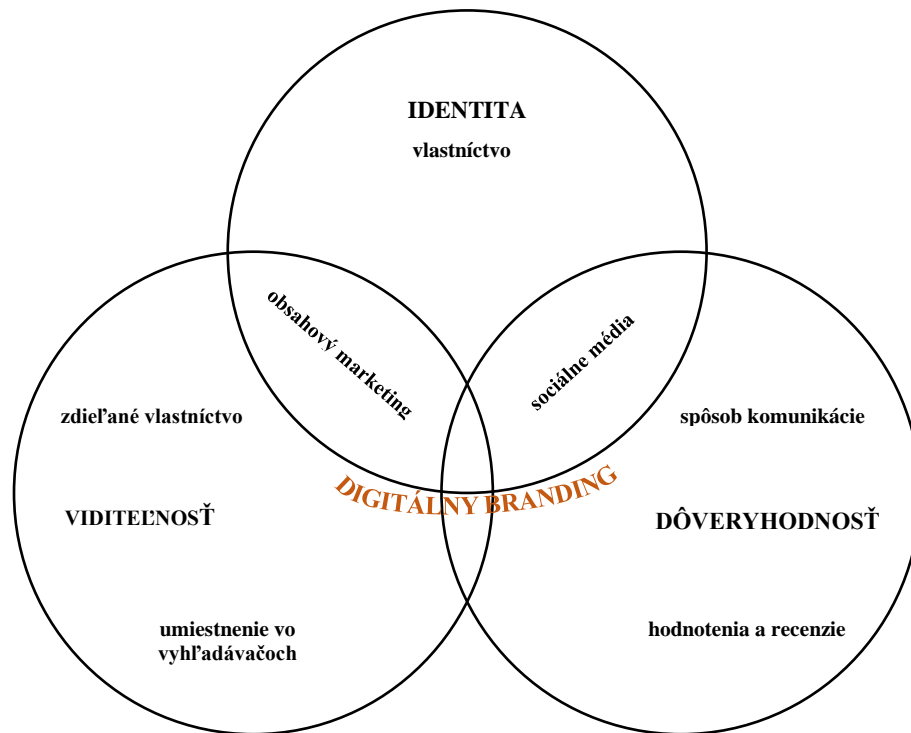 IDENTITA
vlastníctvo
obsahový marketing
sociálne média
zdieľané vlastníctvo
spôsob komunikácie
DIGITÁLNY BRANDING
VIDITEĽNOSŤ
DÔVERYHODNOSŤ
umiestnenie vo
vyhľadávačoch
hodnotenia a recenzie